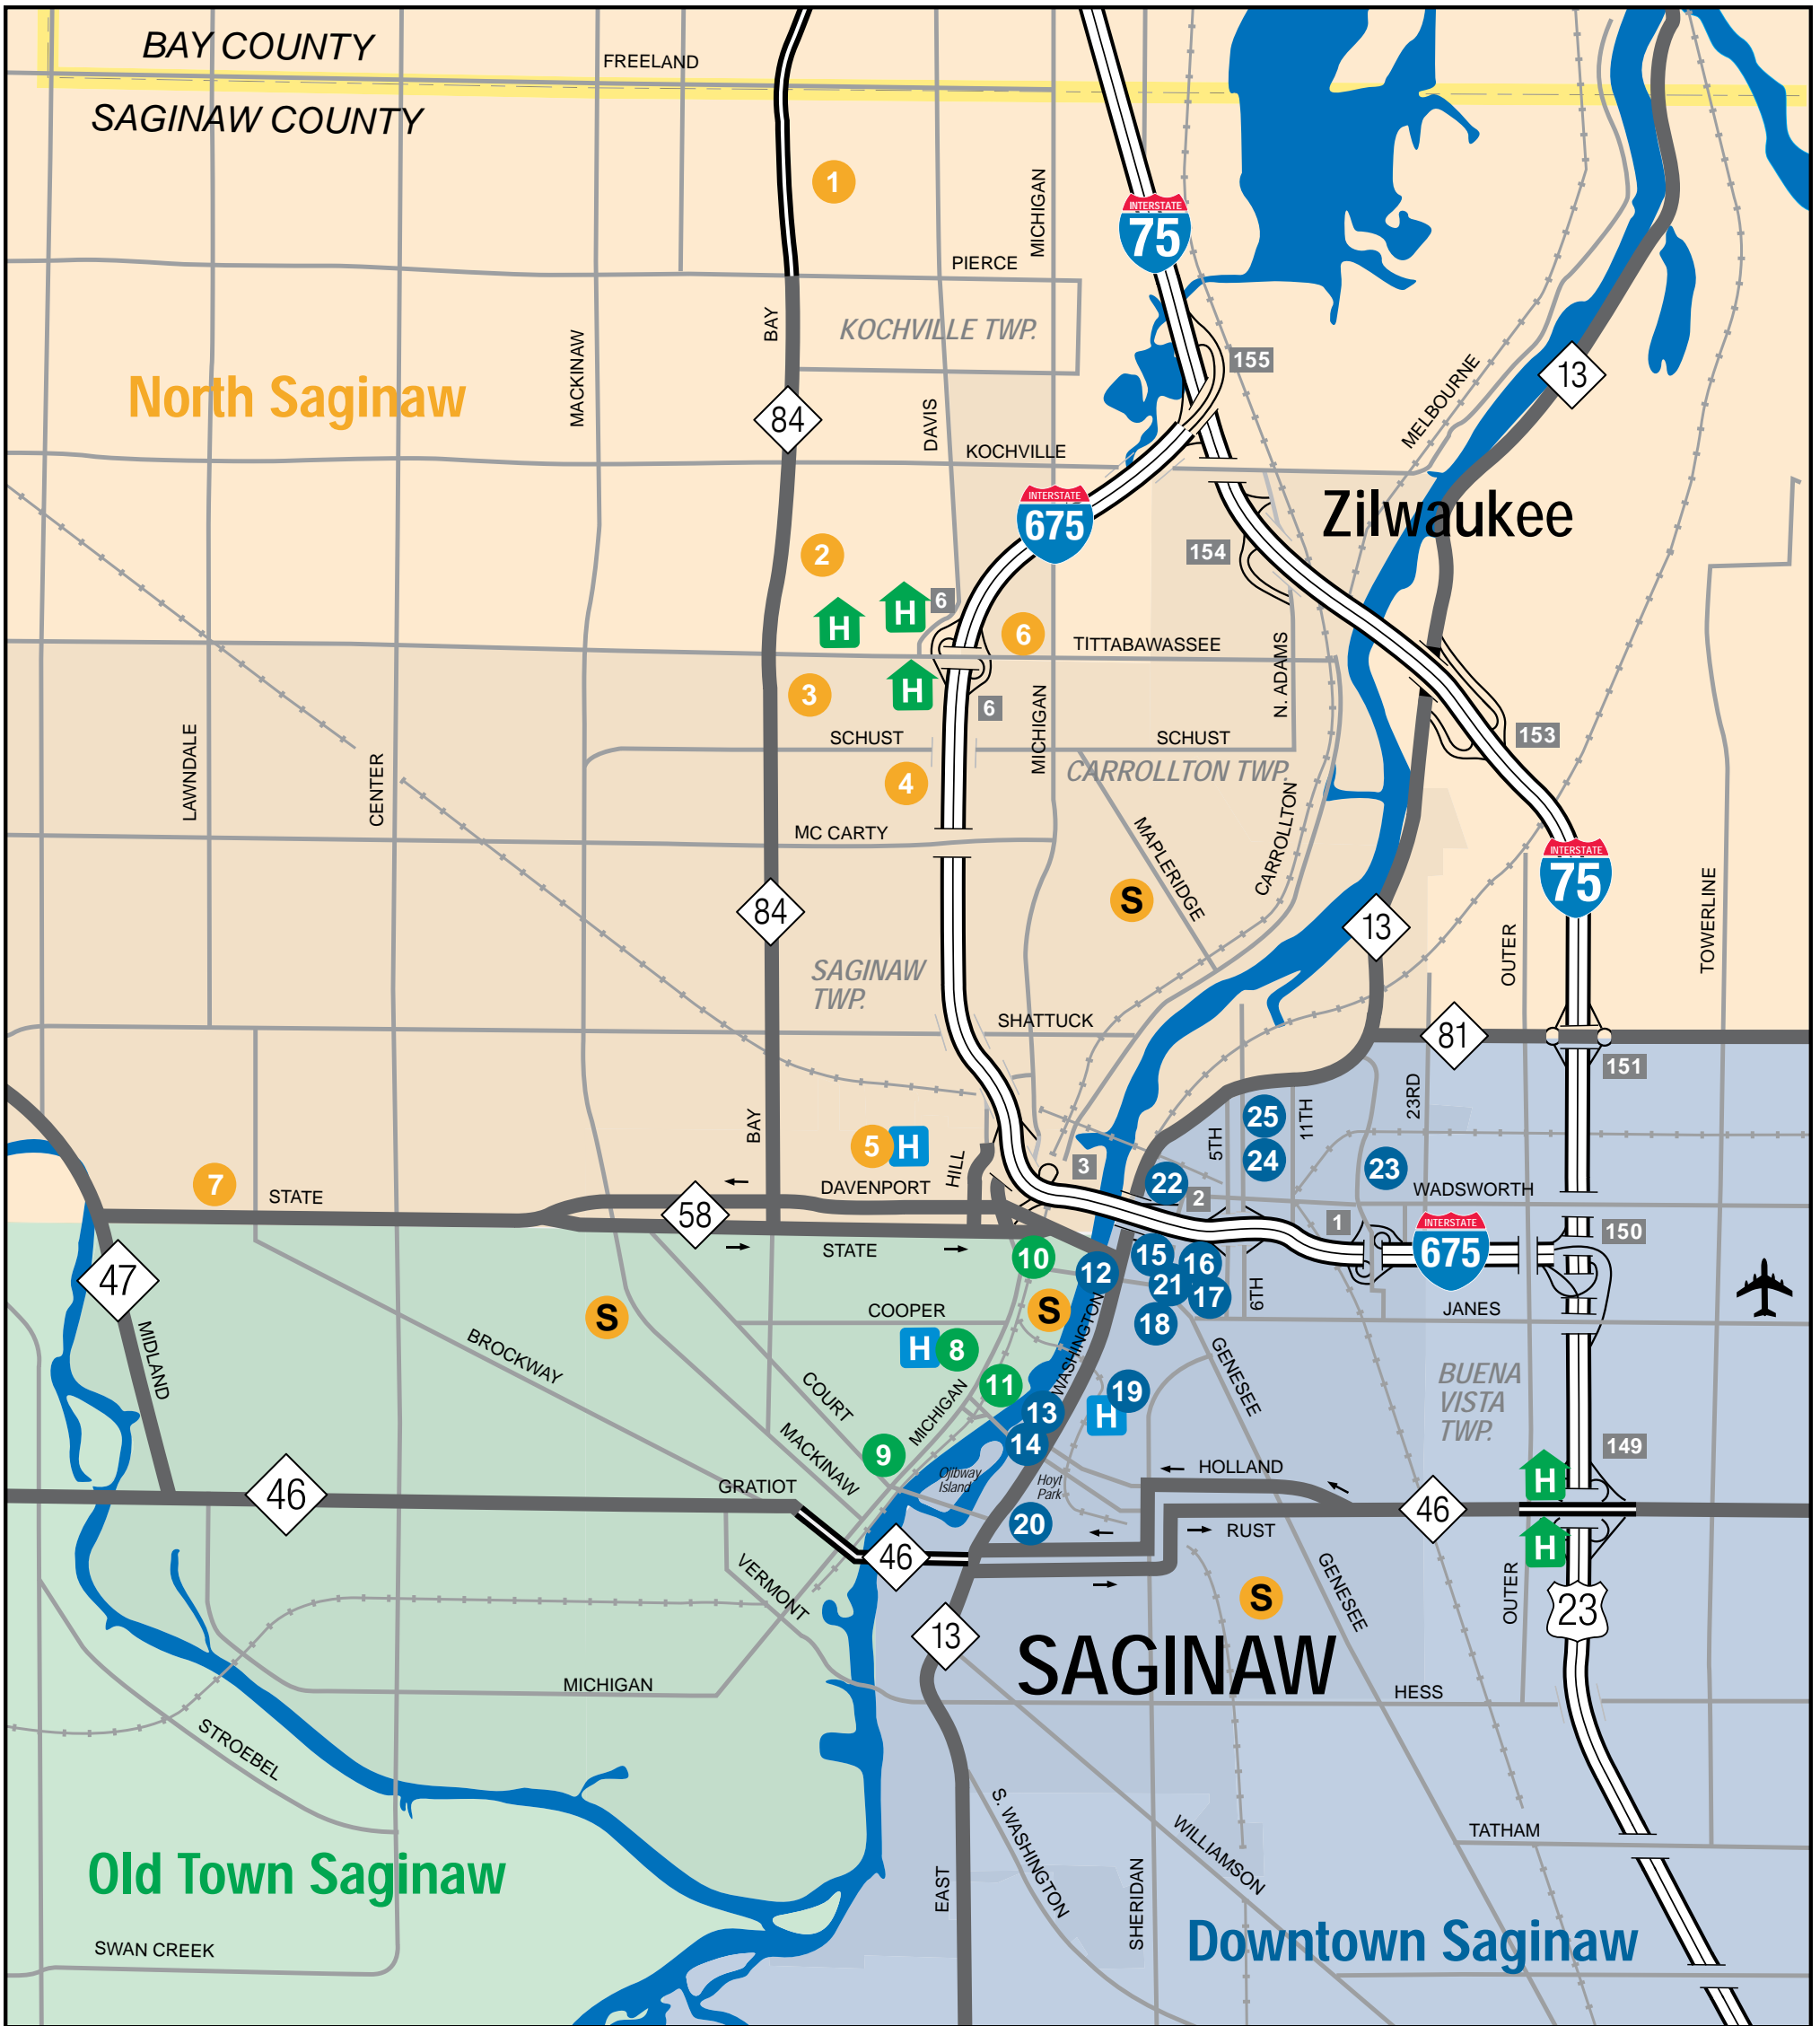 BAY COUNTY
FREELAND
SAGINAW COUNTY
1
MICHIGAN
INTERSTATE
75
PIERCE
BAY
KOCHVILLE TWP.
MACKINAW
155
13
North Saginaw
84
DAVIS
MELBOURNE
KOCHVILLE
INTERSTATE
675
Zilwaukee
2
154
H
H
6
6
TITTABAWASSEE
N. ADAMS
3
H
6
MICHIGAN
LAWNDALE
CENTER
SCHUST
SCHUST
153
4
CARROLLTON TWP.
CARROLLTON
MC CARTY
MAPLERIDGE
INTERSTATE
75
84
S
13
OUTER
TOWERLINE
SAGINAW
TWP.
SHATTUCK
81
151
23RD
25
11TH
BAY
5
H
HILL
3
5TH
24
23
7
STATE
DAVENPORT
22
2
WADSWORTH
58
1
INTERSTATE
675
150
STATE
10
15
16
47
12
21
17
6TH
S
COOPER
S
18
JANES
MIDLAND
BROCKWAY
H
8
WASHINGTON
GENESEE
COURT
11
19
BUENA
VISTA
TWP.
MICHIGAN
13
H
MACKINAW
9
14
149
46
GRATIOT
Ojibway
Island
Hoyt
Park
HOLLAND
H
46
20
RUST
46
H
VERMONT
GENESEE
OUTER
S
23
13
SAGINAW
MICHIGAN
HESS
STROEBEL
S. WASHINGTON
WILLIAMSON
TATHAM
Old Town Saginaw
EAST
SHERIDAN
Downtown Saginaw
SWAN CREEK